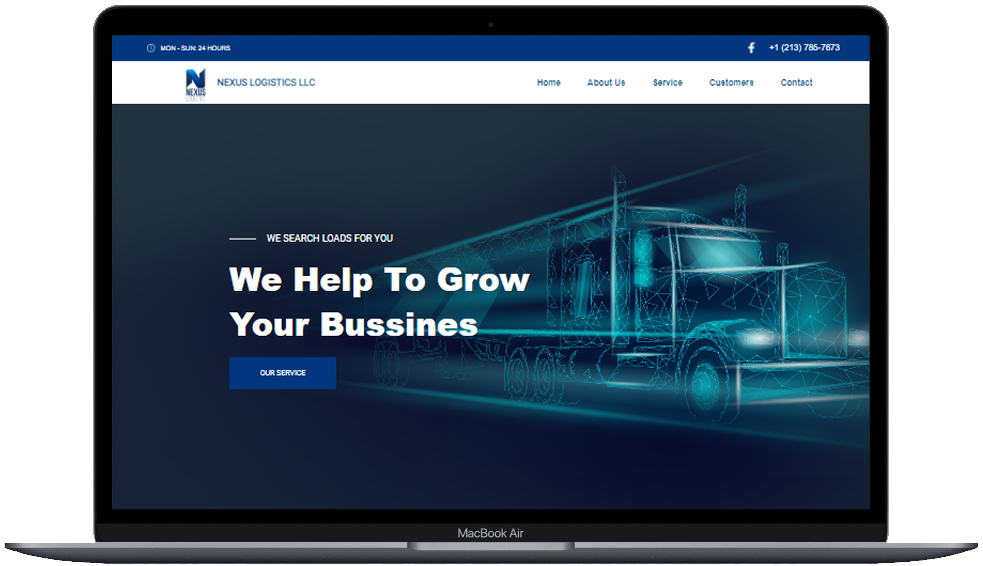 MON - SUN: 24 HOURS
+1 (213) 785-7673
NEXUS
NEXUS LOGISTICS LLC
Home About Us Service Customers Contact
WE SEARCH LOADS FOR YOU
We Help To Grow
Your Bussines
OUR SERVICE
MacBook Air